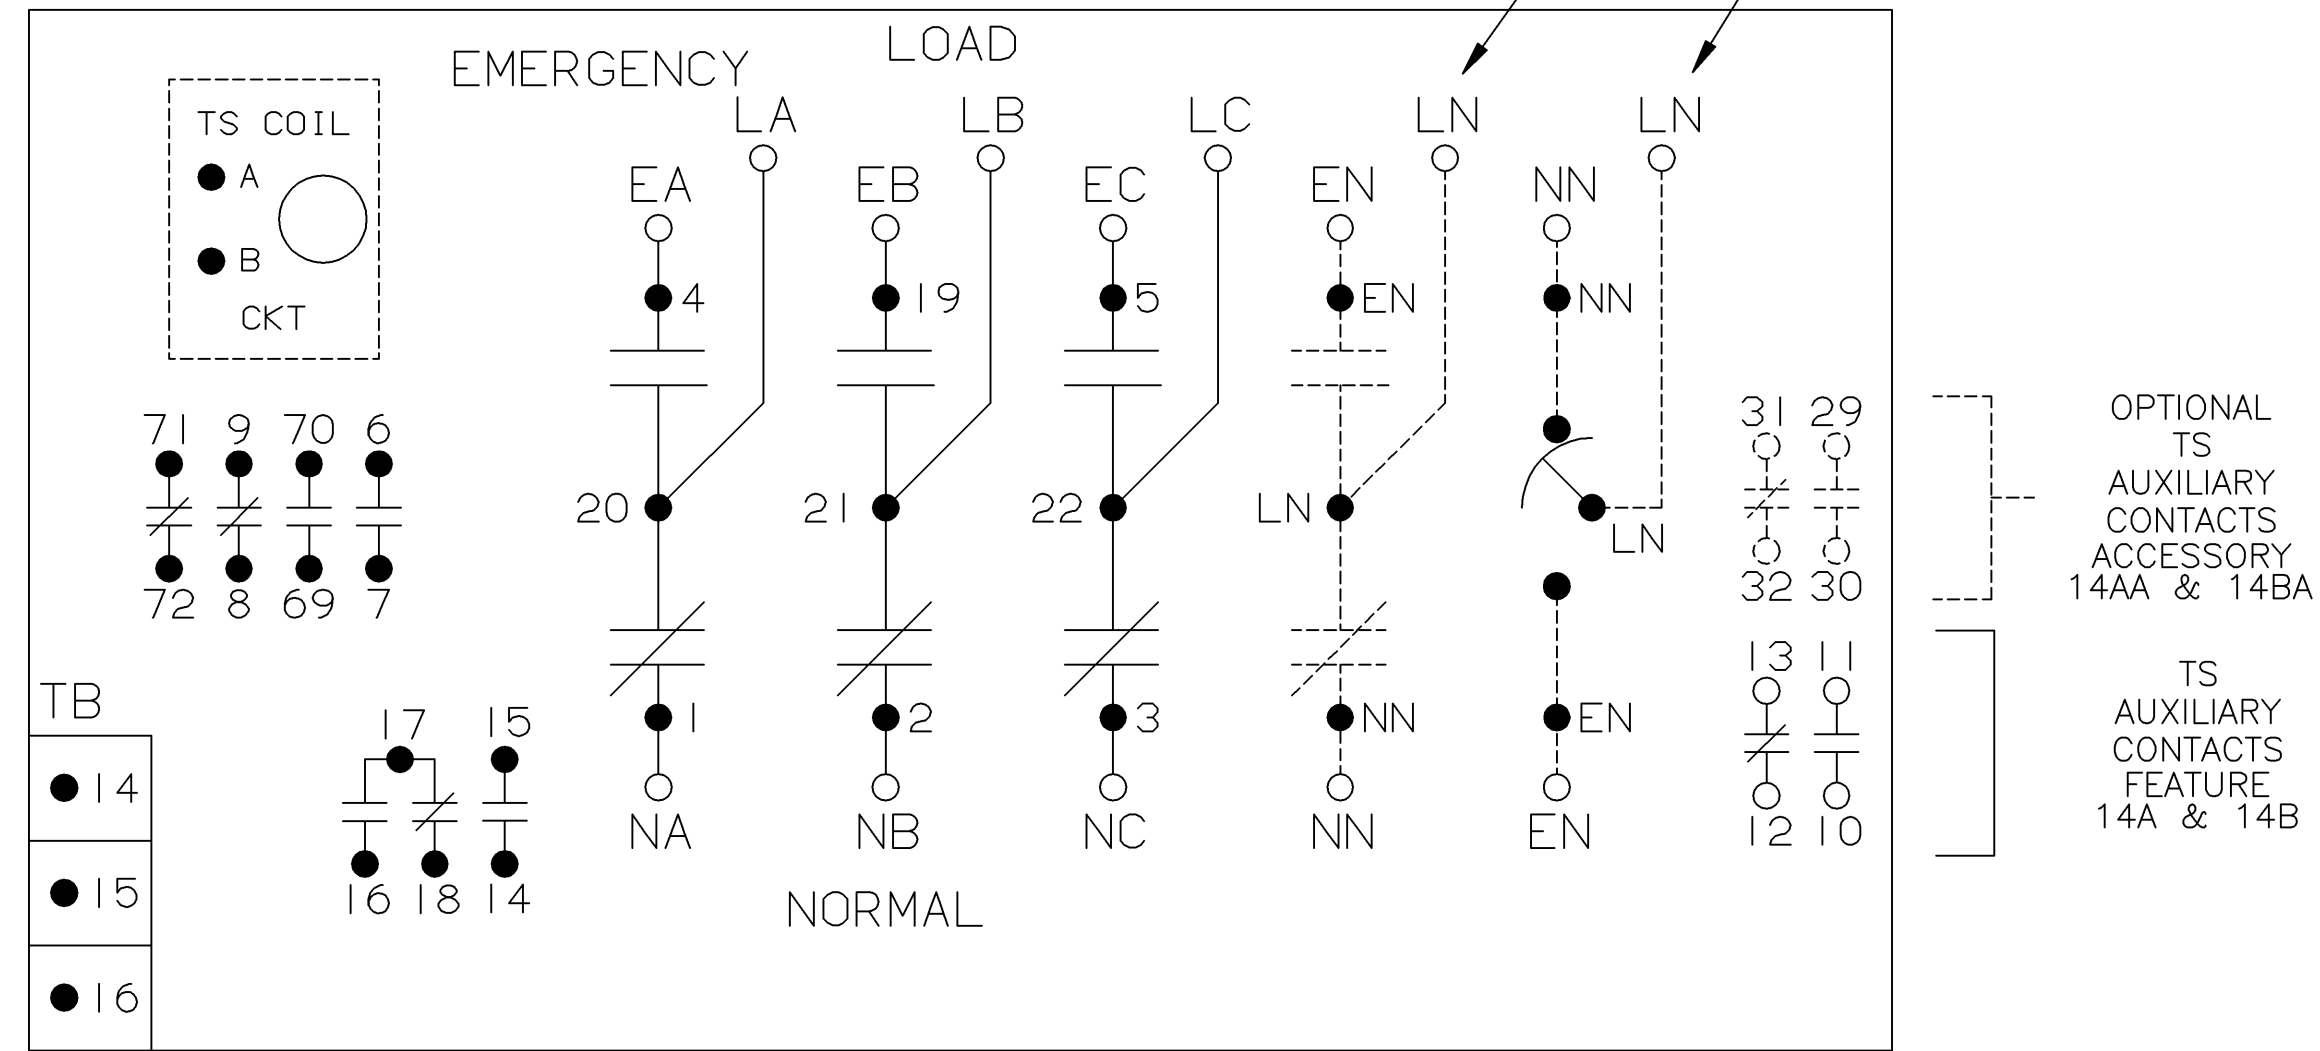 LOAD
EMERGENCY
LA LB LC LN LN
TS COIL
A
B
CKT
EA EB EC EN NN
4 19 5 EN NN
71 9 70 6
72 8 69 7
20 21 22 LN LN
31 29
32 30
OPTIONAL
TS
AUXILIARY
CONTACTS
ACCESSORY
14AA & 14BA
13 11
12 10
TS
AUXILIARY
CONTACTS
FEATURE
14A & 14B
TB
14
15
16
17 15
16 18 14
1 2 3 NN EN
NA NB NC NN EN
NORMAL